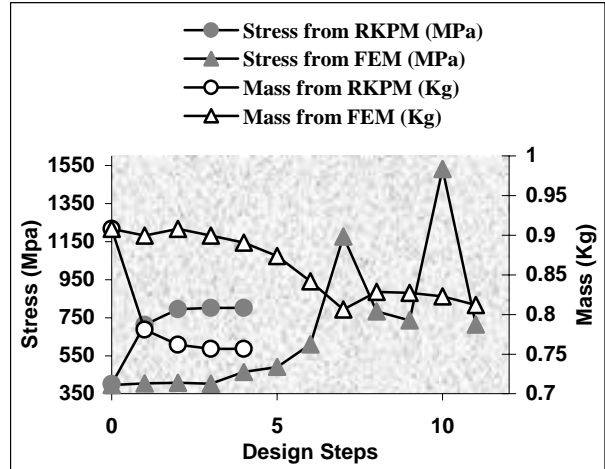 Stress from RKPM (MPa)
Stress from FEM (MPa)
Mass from RKPM (Kg)
Mass from FEM (Kg)
1550
1350
1150
950
750
550
350
Stress (Mpa)
1
0.95
0.9
0.85
0.8
0.75
0.7
Mass (Kg)
0
5
10
Design Steps